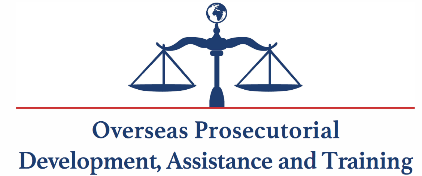 Overseas Prosecutorial
Development, Assistance and Training